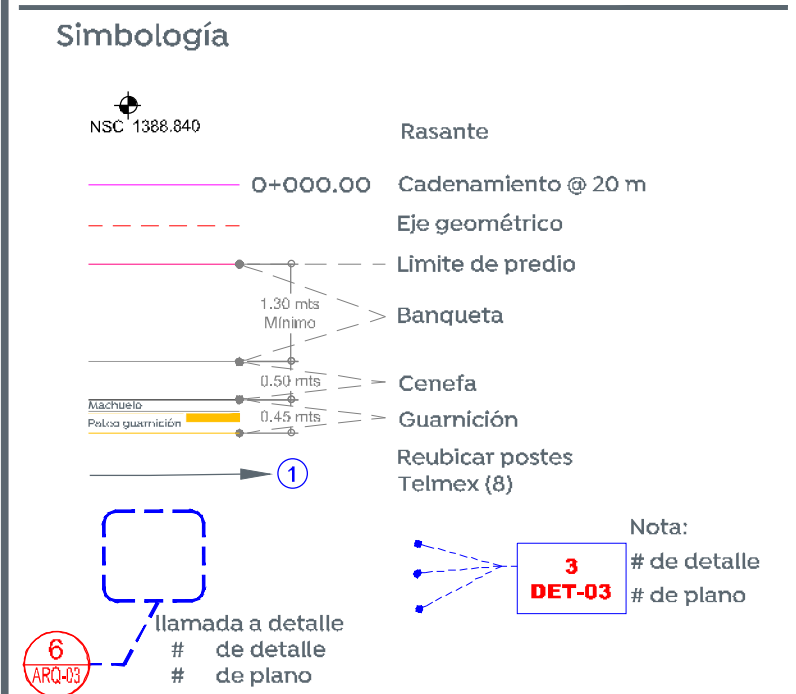 Simbología
NSC 1388.840
Rasante
0+000.00 Cadenamiento @ 20 m
Eje geométrico
Limite de predio
1.30 mts
Mínimo
Banqueta
0.50 mts
Cenefa
Machuelo
Patea guarnición
0.45 mts
Guarnición
1
Reubicar postes
Telmex (8)
llamada a detalle
# de detalle
# de plano
6
ARQ-03
3
DET-03
Nota:
# de detalle
# de plano